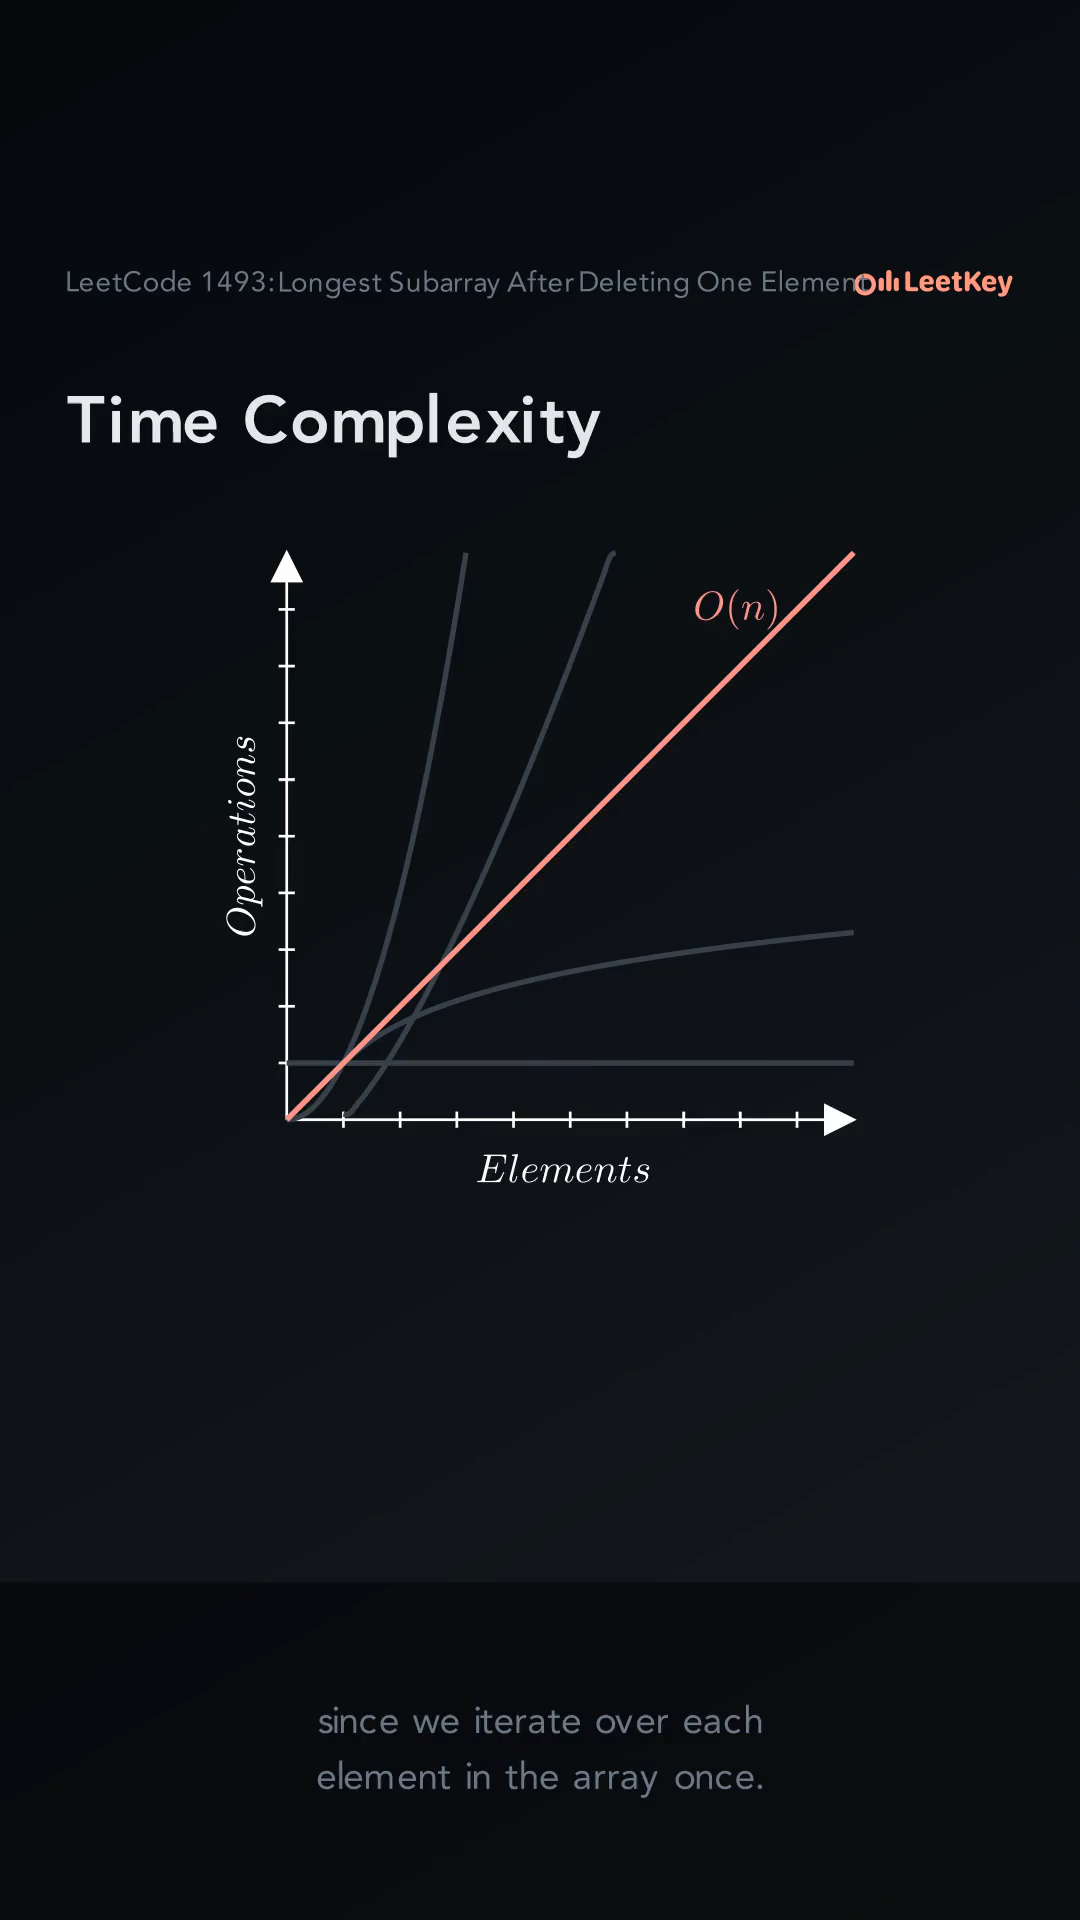 LeetCode 1493: Longest Subarray After Deleting One Element
LeetKey
Time Complexity
O(n)
Operations
Elements
since we iterate over each
element in the array once.